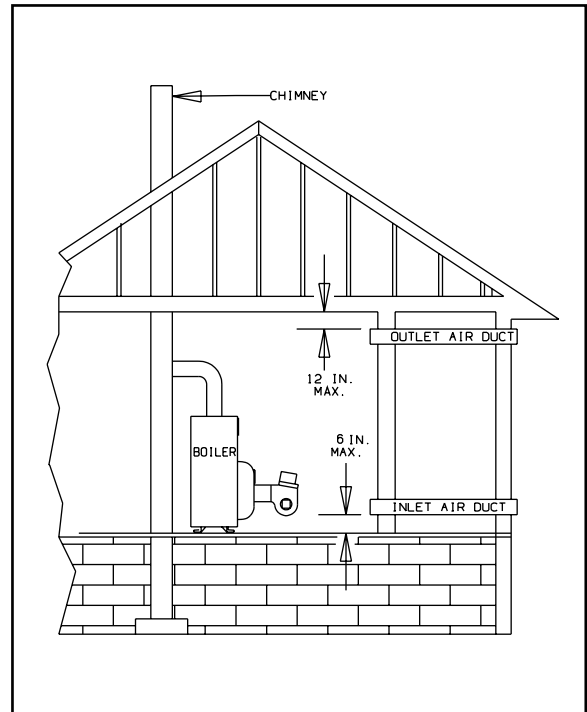 CHIMNEY
OUTLET AIR DUCT
12 IN.
MAX.
6 IN.
MAX.
BOILER
INLET AIR DUCT